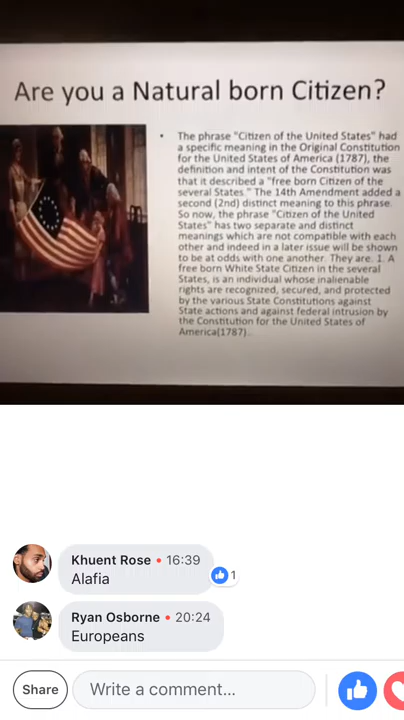 Are you a Natural born Citizen?
• The phrase "Citizen of the United States" had
a specific meaning in the Original Constitution
for the United States of America (1787), the
definition and intent of the Constitution was
that it described a "free born Citizen of the
several States." The 14th Amendment added a
second (2nd) distinct meaning to this phrase.
So now, the phrase "Citizen of the United
States" has two separate and distinct
meanings which are not compatible with each
other and indeed in a later issue will be shown
to be at odds with one another. They are. 1. A
free born White State Citizen in the several
States, is an individual whose inalienable
rights are recognized, secured, and protected
by the various State Constitutions against
State actions and against federal intrusion by
the Constitution for the United States of
America(1787).
Khuent Rose • 16:39
Alafia
1
Ryan Osborne • 20:24
Europeans
Share
Write a comment...